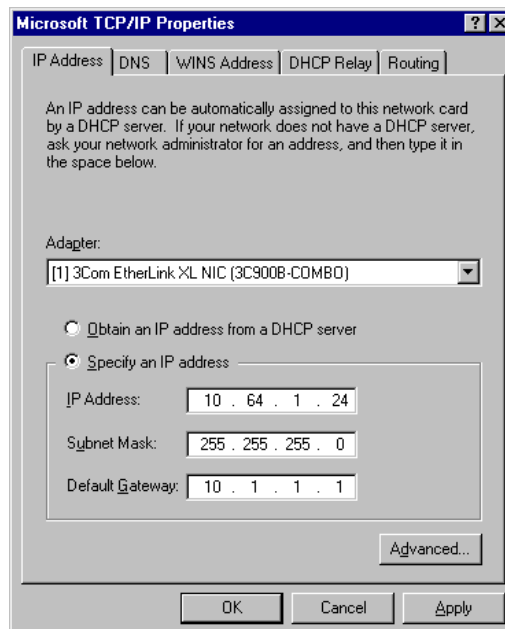 Microsoft TCP/IP Properties
? ×
IP Address DNS WINS Address DHCP Relay Routing
An IP address can be automatically assigned to this network card
by a DHCP server. If your network does not have a DHCP server,
ask your network administrator for an address, and then type it in
the space below.
Adapter:
[1] 3Com EtherLink XL NIC (3C900B-COMBO)
Obtain an IP address from a DHCP server
Specify an IP address
IP Address: 10 . 64 . 1 . 24
Subnet Mask: 255 . 255 . 255 . 0
Default Gateway: 10 . 1 . 1 . 1
Advanced...
OK Cancel Apply